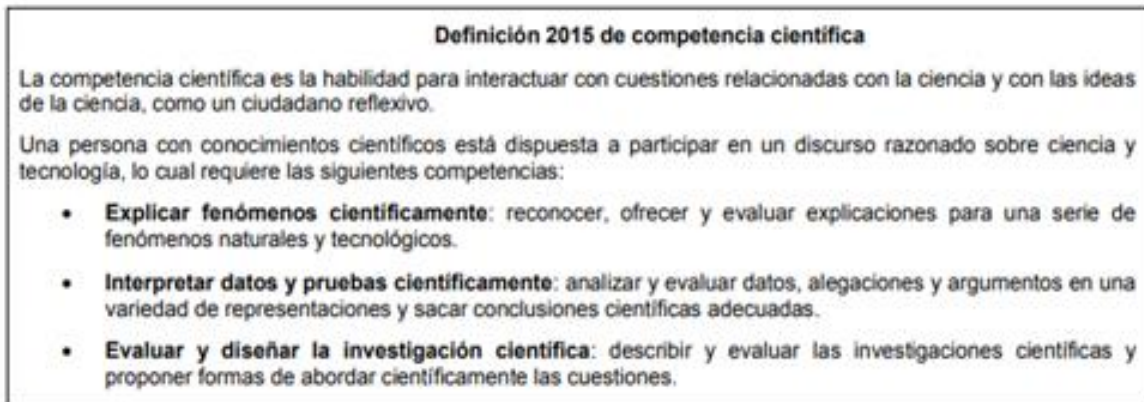 Definición 2015 de competencia científica
La competencia científica es la habilidad para interactuar con cuestiones relacionadas con la ciencia y con las ideas
de la ciencia, como un ciudadano reflexivo.
Una persona con conocimientos científicos está dispuesta a participar en un discurso razonado sobre ciencia y
tecnología, lo cual requiere las siguientes competencias:
• Explicar fenómenos científicamente: reconocer, ofrecer y evaluar explicaciones para una serie de
fenómenos naturales y tecnológicos.
• Interpretar datos y pruebas científicamente: analizar y evaluar datos, alegaciones y argumentos en una
variedad de representaciones y sacar conclusiones científicas adecuadas.
• Evaluar y diseñar la investigación científica: describir y evaluar las investigaciones científicas y
proponer formas de abordar científicamente las cuestiones.